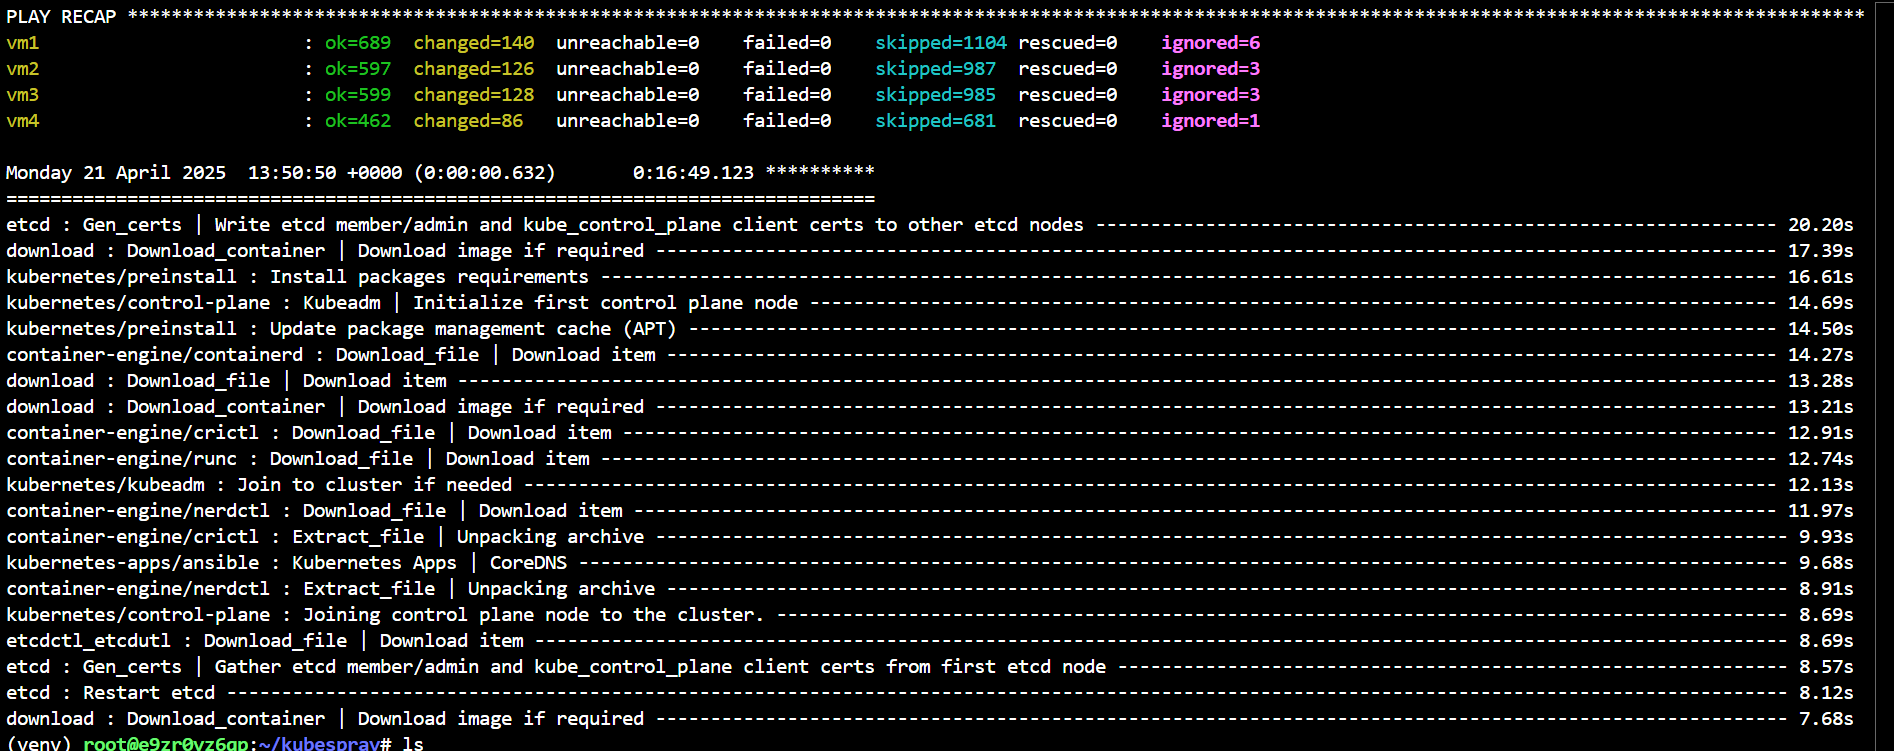 PLAY RECAP ****************************************************************************************************************************************************************
vm1 : ok=689 changed=140 unreachable=0 failed=0 skipped=1104 rescued=0 ignored=6
vm2 : ok=597 changed=126 unreachable=0 failed=0 skipped=987 rescued=0 ignored=3
vm3 : ok=599 changed=128 unreachable=0 failed=0 skipped=985 rescued=0 ignored=3
vm4 : ok=462 changed=86 unreachable=0 failed=0 skipped=681 rescued=0 ignored=1
Monday 21 April 2025 13:50:50 +0000 (0:00:00.632) 0:16:49.123 **********
===============================================================================
etcd : Gen_certs | Write etcd member/admin and kube_control_plane client certs to other etcd nodes -------------------------------------------------------------- 20.20s
download : Download_container | Download image if required ------------------------------------------------------------------------------------------------------ 17.39s
kubernetes/preinstall : Install packages requirements ----------------------------------------------------------------------------------------------------------- 16.61s
kubernetes/control-plane : Kubeadm | Initialize first control plane node ---------------------------------------------------------------------------------------- 14.69s
kubernetes/preinstall : Update package management cache (APT) --------------------------------------------------------------------------------------------------- 14.50s
container-engine/containerd : Download_file | Download item ----------------------------------------------------------------------------------------------------- 14.27s
download : Download_file | Download item ------------------------------------------------------------------------------------------------------------------------ 13.28s
download : Download_container | Download image if required ------------------------------------------------------------------------------------------------------ 13.21s
container-engine/crictl : Download_file | Download item --------------------------------------------------------------------------------------------------------- 12.91s
container-engine/runc : Download_file | Download item ----------------------------------------------------------------------------------------------------------- 12.74s
kubernetes/kubeadm : Join to cluster if needed ------------------------------------------------------------------------------------------------------------------ 12.13s
container-engine/nerdctl : Download_file | Download item -------------------------------------------------------------------------------------------------------- 11.97s
container-engine/crictl : Extract_file | Unpacking archive ------------------------------------------------------------------------------------------------------- 9.93s
kubernetes-apps/ansible : Kubernetes Apps | CoreDNS -------------------------------------------------------------------------------------------------------------- 9.68s
container-engine/nerdctl : Extract_file | Unpacking archive ------------------------------------------------------------------------------------------------------ 8.91s
kubernetes/control-plane : Joining control plane node to the cluster. -------------------------------------------------------------------------------------------- 8.69s
etcdctl_etcdutl : Download_file | Download item ------------------------------------------------------------------------------------------------------------------ 8.69s
etcd : Gen_certs | Gather etcd member/admin and kube_control_plane client certs from first etcd node ------------------------------------------------------------- 8.57s
etcd : Restart etcd ---------------------------------------------------------------------------------------------------------------------------------------------- 8.12s
download : Download_container | Download image if required ------------------------------------------------------------------------------------------------------- 7.68s
(venv) root@e9zr0vz6qp:~/kubespray# ls